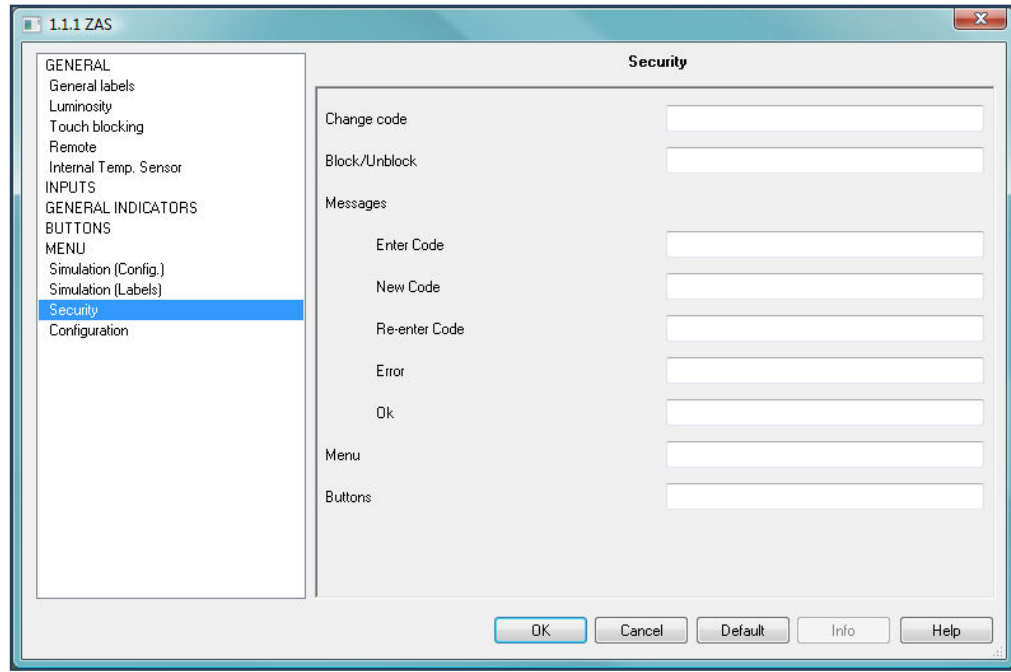 1.1.1 ZAS
GENERAL
General labels
Luminosity
Touch blocking
Remote
Internal Temp. Sensor
INPUTS
GENERAL INDICATORS
BUTTONS
MENU
Simulation (Config.)
Simulation (Labels)
Security
Configuration
Security
Change code
Block/Unblock
Messages
Enter Code
New Code
Re-enter Code
Error
Ok
Menu
Buttons
OK Cancel Default Info Help